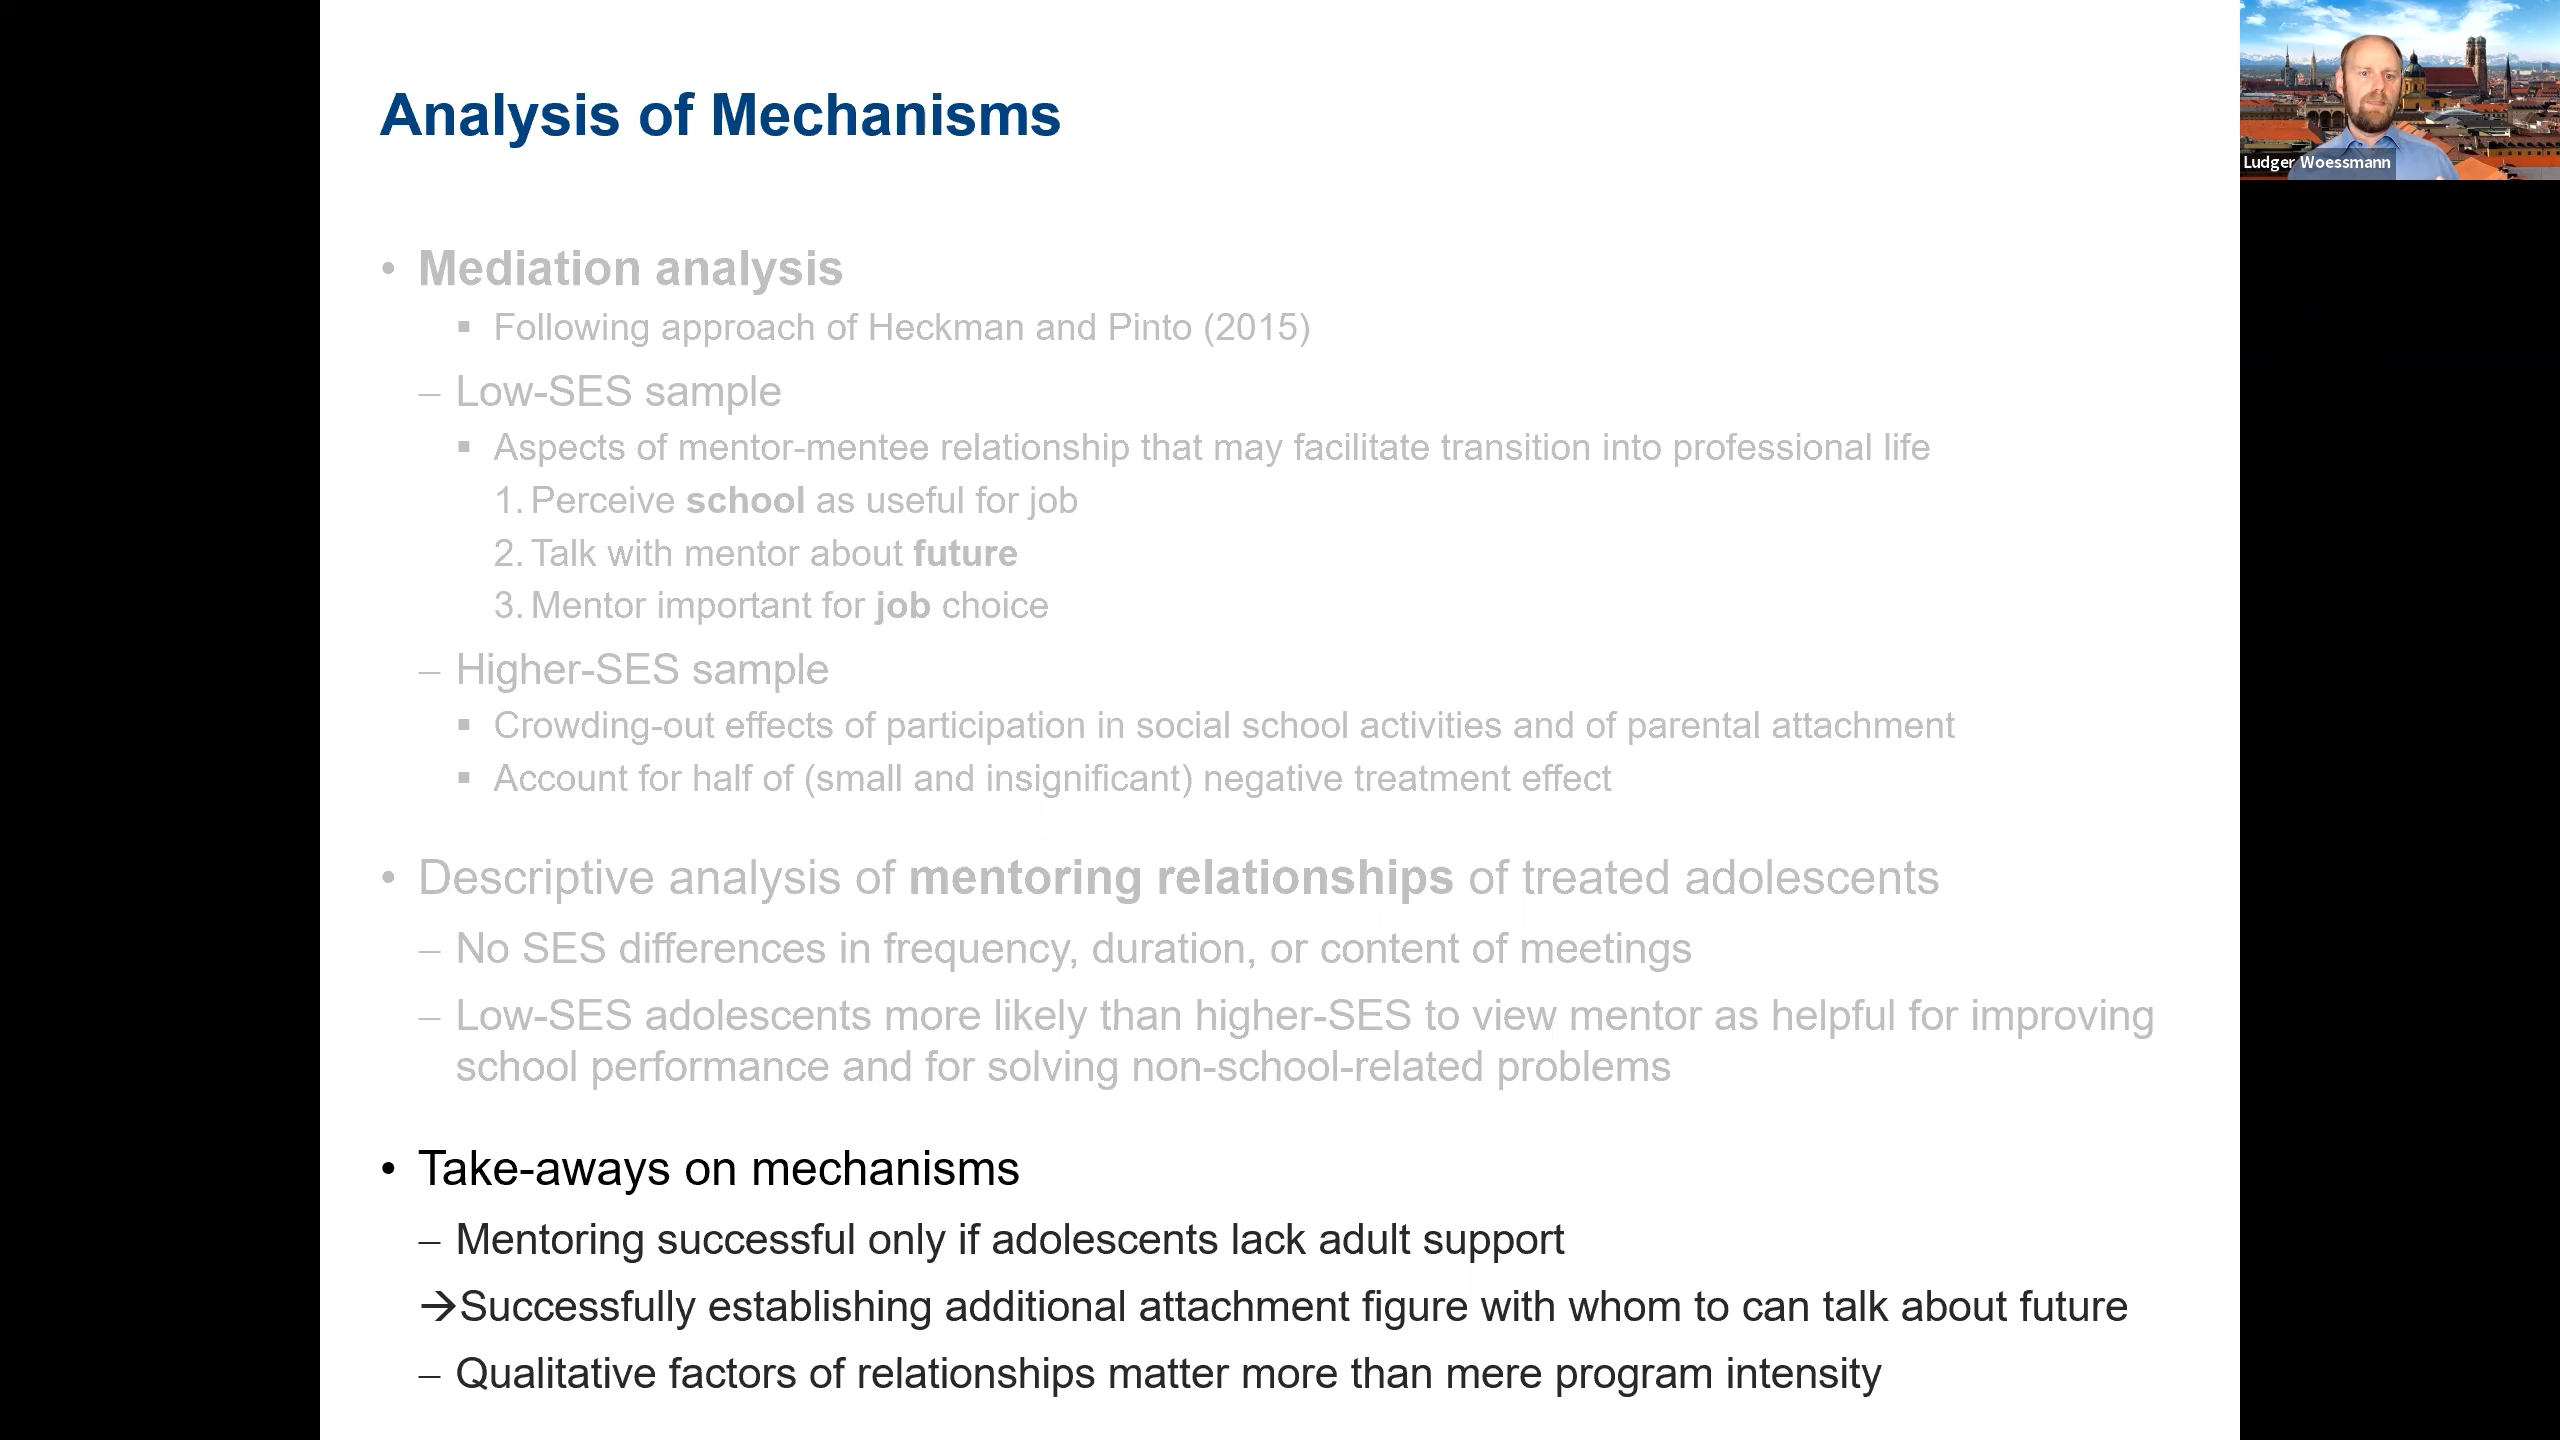 Analysis of Mechanisms
Ludger Woessmann
• Mediation analysis
▪ Following approach of Heckman and Pinto (2015)
– Low-SES sample
▪ Aspects of mentor-mentee relationship that may facilitate transition into professional life
1. Perceive school as useful for job
2. Talk with mentor about future
3. Mentor important for job choice
– Higher-SES sample
▪ Crowding-out effects of participation in social school activities and of parental attachment
▪ Account for half of (small and insignificant) negative treatment effect
• Descriptive analysis of mentoring relationships of treated adolescents
– No SES differences in frequency, duration, or content of meetings
– Low-SES adolescents more likely than higher-SES to view mentor as helpful for improving
school performance and for solving non-school-related problems
• Take-aways on mechanisms
– Mentoring successful only if adolescents lack adult support
→Successfully establishing additional attachment figure with whom to can talk about future
– Qualitative factors of relationships matter more than mere program intensity